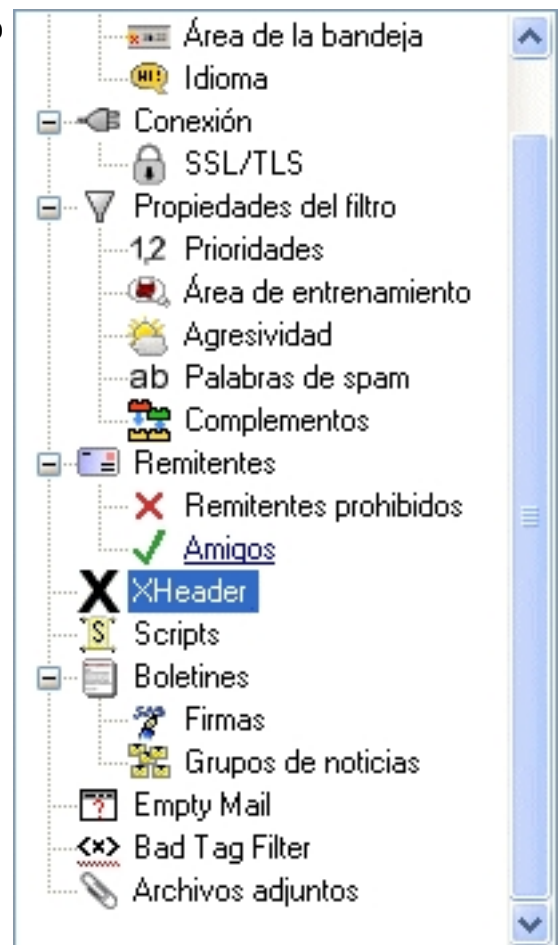 Área de la bandeja
HI! Idioma
Conexión
SSL/TLS
Propiedades del filtro
1,2 Prioridades
Área de entrenamiento
Agresividad
ab Palabras de spam
Complementos
Remitentes
Remitentes prohibidos
Amigos
X XHeader
S Scripts
Boletines
Firmas
Grupos de noticias
? Empty Mail
<x> Bad Tag Filter
Archivos adjuntos